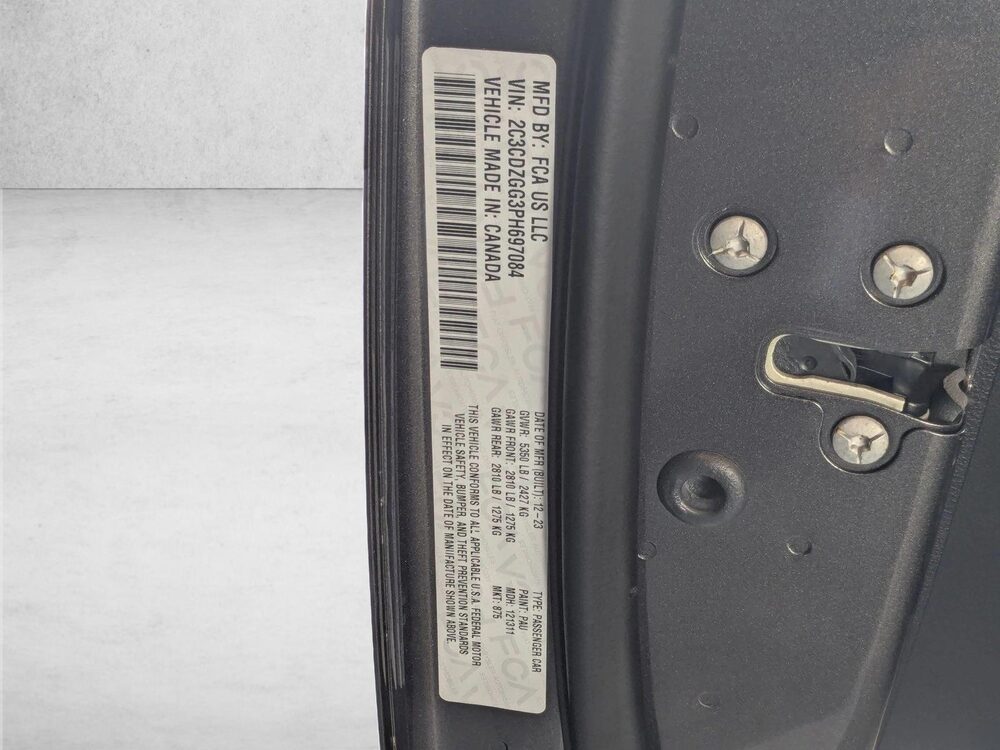 MFD BY: FCA US LLC
VIN: 2C3CDZGG3PH697084
VEHICLE MADE IN: CANADA
DATE OF MFR (BUILT): 12-23
GVWR: 5350 LB / 2427 KG
GAWR FRONT: 2810 LB / 1275 KG
GAWR REAR: 2810 LB / 1275 KG
TYPE: PASSENGER CAR
PAINT: PAU
MDH: 121311
MKT: 875
THIS VEHICLE CONFORMS TO ALL APPLICABLE U.S.A. FEDERAL MOTOR
VEHICLE SAFETY, BUMPER, AND THEFT PREVENTION STANDARDS
IN EFFECT ON THE DATE OF MANUFACTURE SHOWN ABOVE.
FCA
FCA